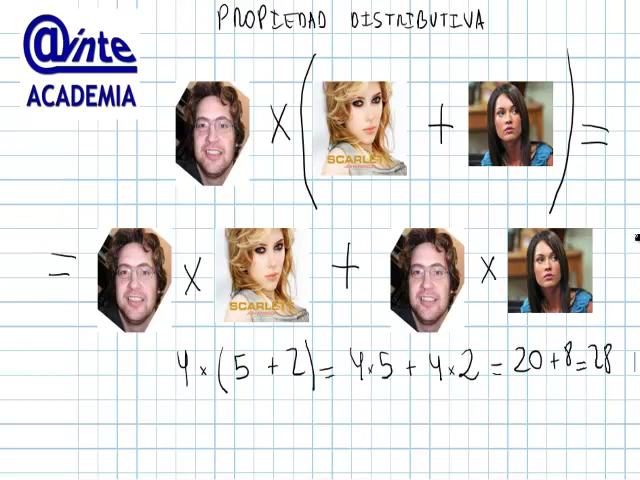 PROPIEDAD DISTRIBUTIVA
@inte
ACADEMIA
× ( SCARLETT + ) =
= × SCARLETT + ×
4 × (5 + 2) = 4 × 5 + 4 × 2 = 20 + 8 = 28